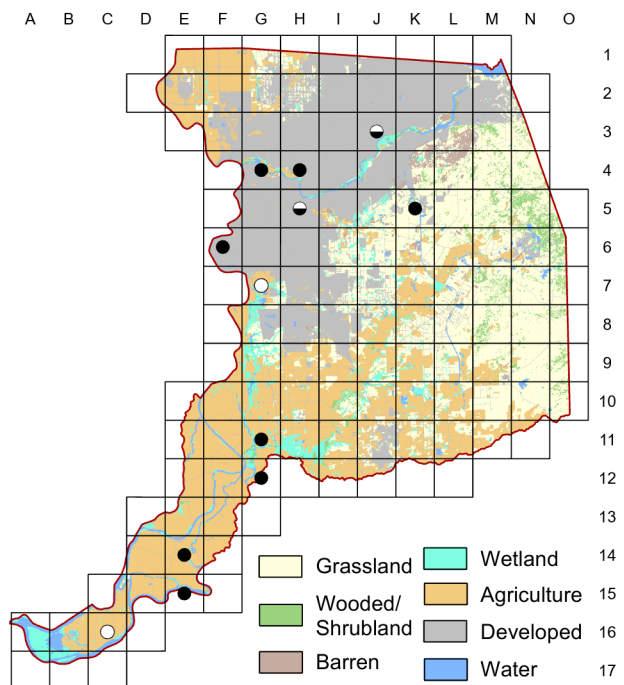 A B C D E F G H I J K L M N O
1
2
3
4
5
6
7
8
9
10
11
12
13
14
15
16
17
Grassland
Wooded/
Shrubland
Barren
Wetland
Agriculture
Developed
Water